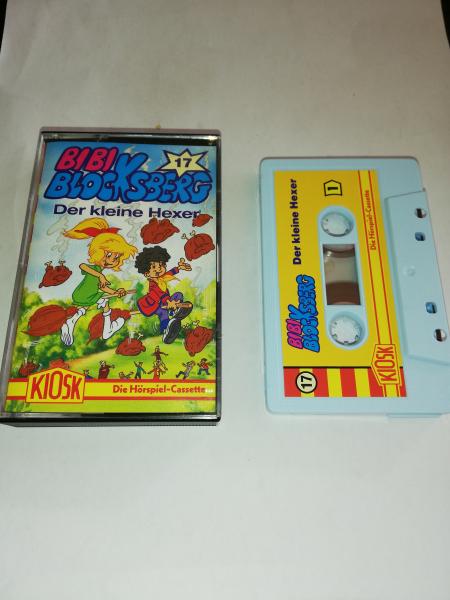 BIBI
BLOCKSBERG
17
Der kleine Hexer
KIOSK
Die Hörspiel-Cassette
17
BIBI
BLOCKSBERG
Der kleine Hexer
1
KIOSK
Die Hörspiel-Cassette